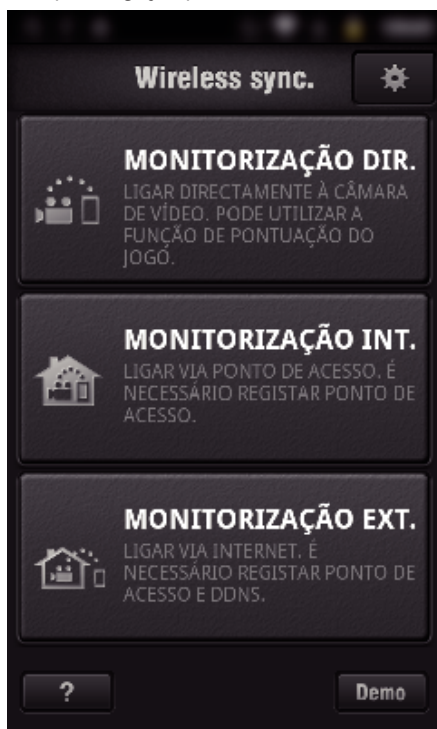 Wireless sync.
MONITORIZAÇÃO DIR.
LIGAR DIRECTAMENTE À CÂMARA
DE VÍDEO. PODE UTILIZAR A
FUNÇÃO DE PONTUAÇÃO DO
JOGO.
MONITORIZAÇÃO INT.
LIGAR VIA PONTO DE ACESSO. É
NECESSÁRIO REGISTAR PONTO DE
ACESSO.
MONITORIZAÇÃO EXT.
LIGAR VIA INTERNET. É
NECESSÁRIO REGISTAR PONTO DE
ACESSO E DDNS.
?
Demo